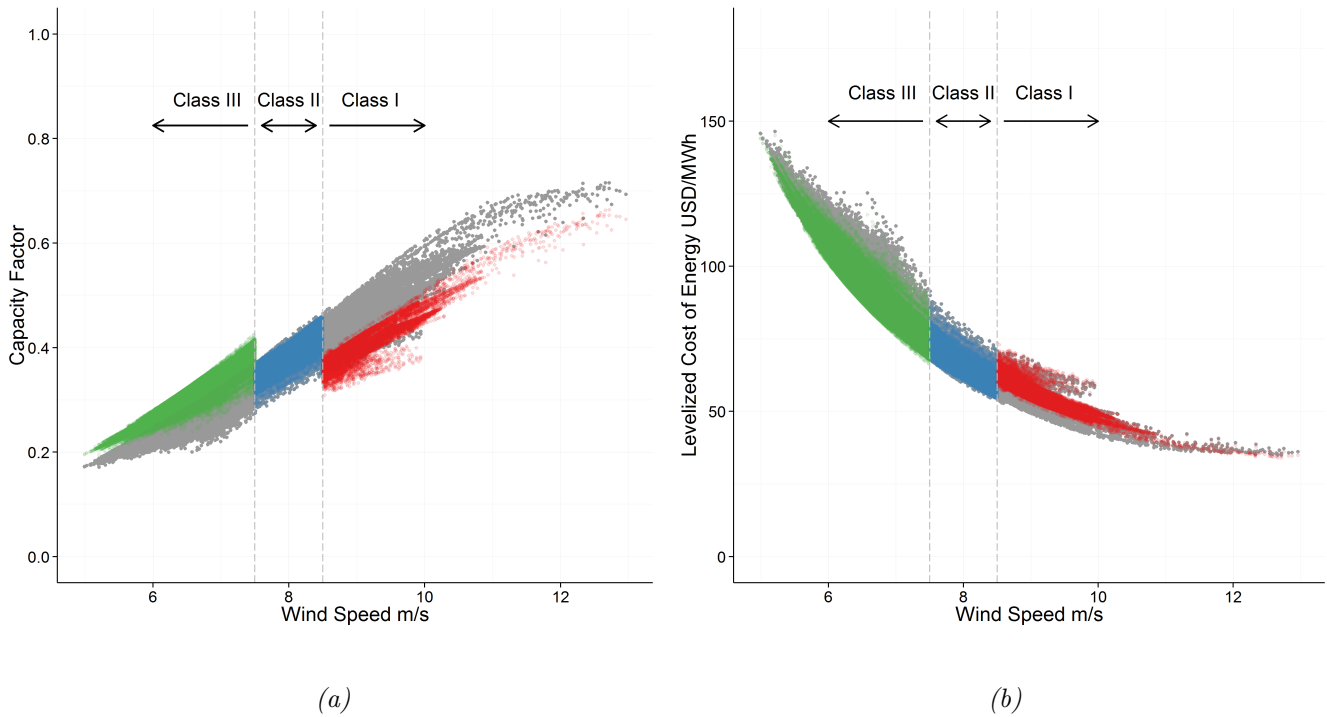 Capacity Factor
1.0
0.8
0.6
0.4
0.2
0.0
Class III Class II Class I
6 8 10 12
Wind Speed m/s
(a)
Levelized Cost of Energy USD/MWh
150
100
50
0
Class III Class II Class I
6 8 10 12
Wind Speed m/s
(b)